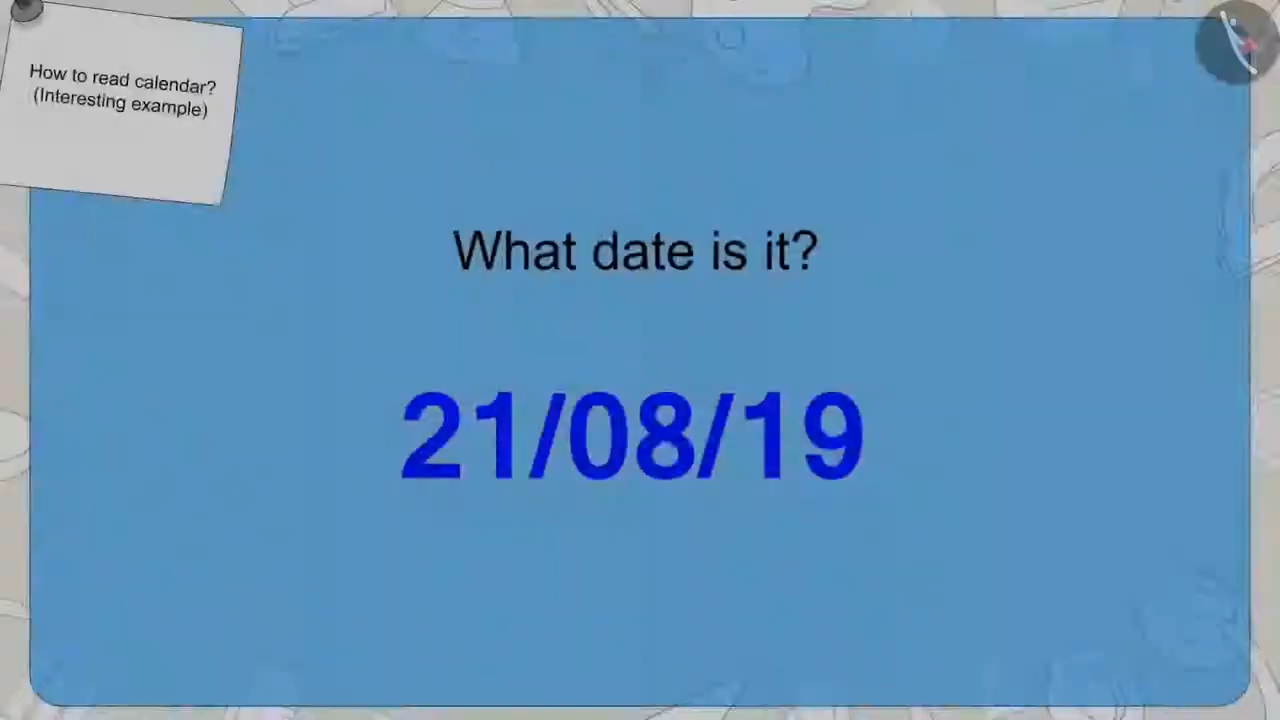 How to read calendar?
(Interesting example)
What date is it?
21/08/19